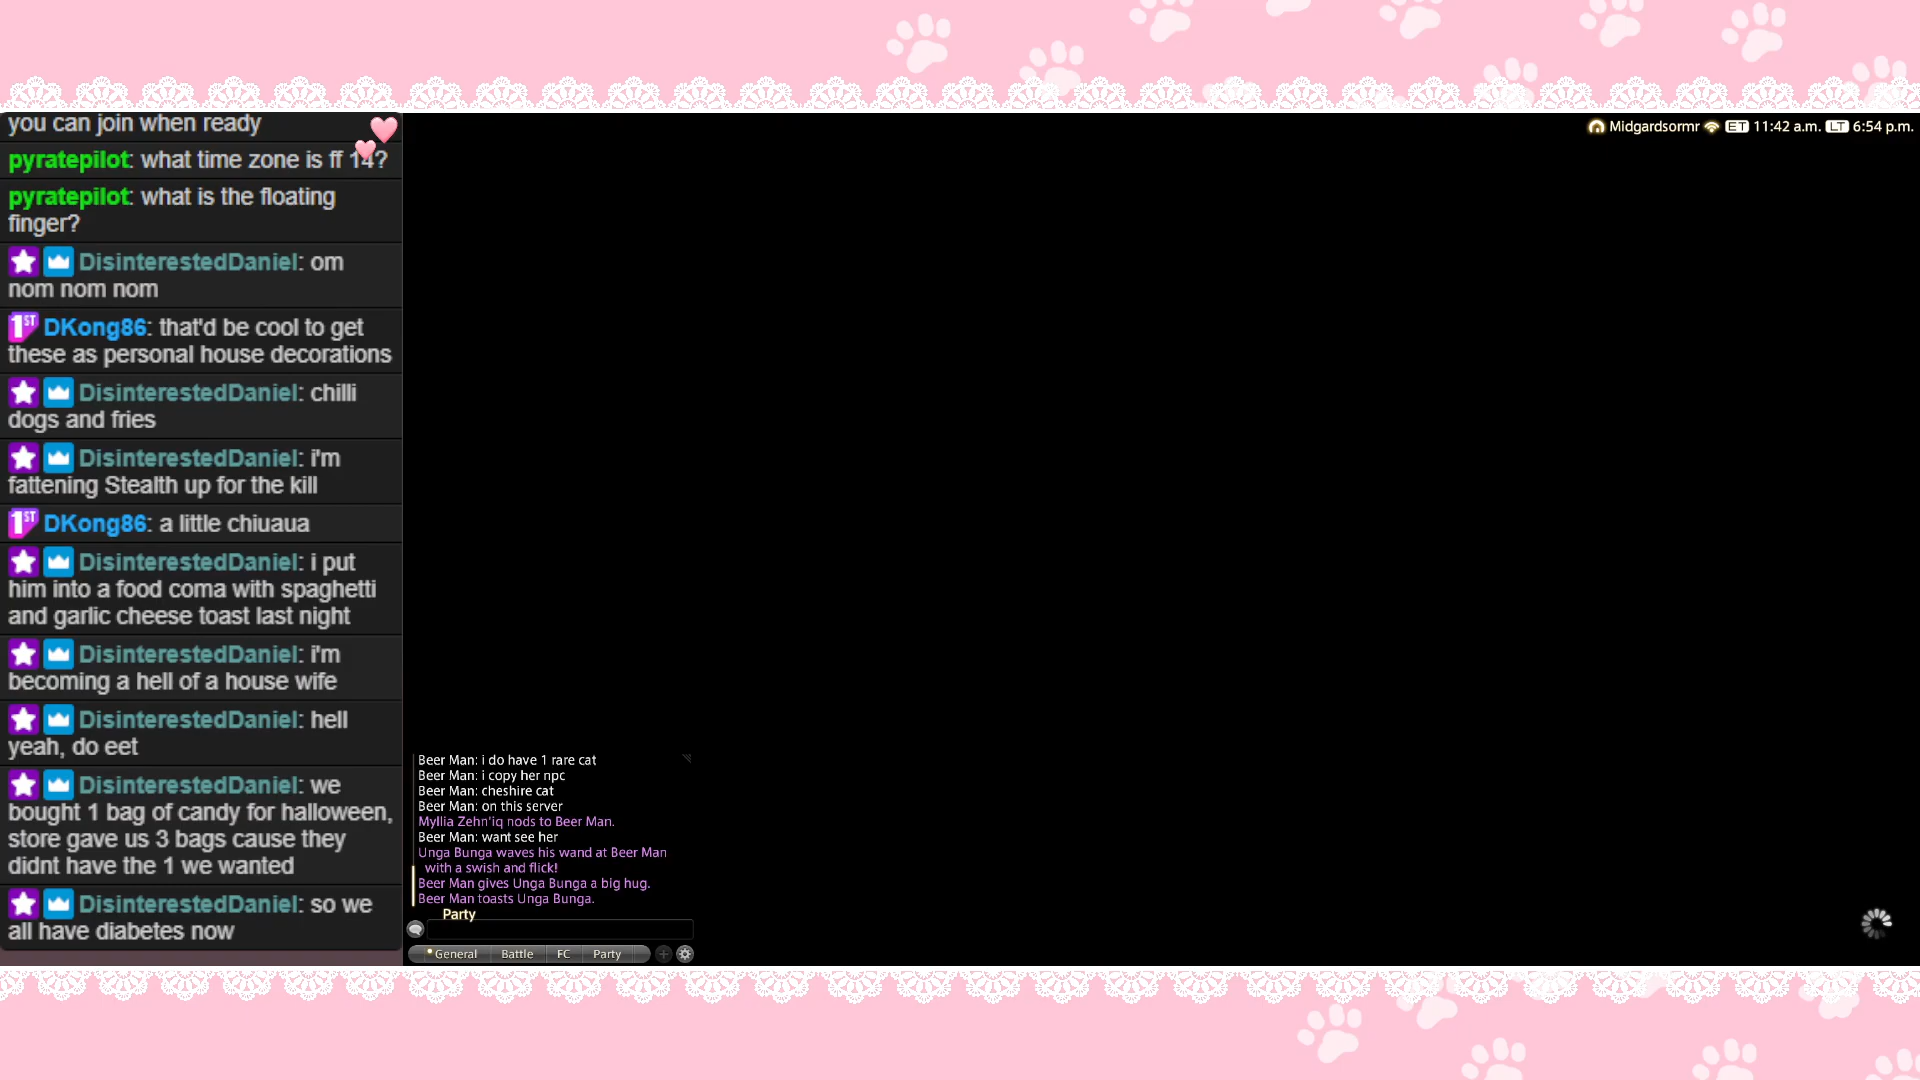 you can join when ready
pyratepilot: what time zone is ff 14?
pyratepilot: what is the floating
finger?
DisinterestedDaniel: om
nom nom nom
1ST DKong86: that'd be cool to get
these as personal house decorations
DisinterestedDaniel: chilli
dogs and fries
DisinterestedDaniel: i'm
fattening Stealth up for the kill
1ST DKong86: a little chiuaua
DisinterestedDaniel: i put
him into a food coma with spaghetti
and garlic cheese toast last night
DisinterestedDaniel: i'm
becoming a hell of a house wife
DisinterestedDaniel: hell
yeah, do eet
DisinterestedDaniel: we
bought 1 bag of candy for halloween,
store gave us 3 bags cause they
didnt have the 1 we wanted
DisinterestedDaniel: so we
all have diabetes now
Midgardsormr ET 11:42 a.m. LT 6:54 p.m.
Beer Man: i do have 1 rare cat
Beer Man: i copy her npc
Beer Man: cheshire cat
Beer Man: on this server
Myllia Zehn'iq nods to Beer Man.
Beer Man: want see her
Unga Bunga waves his wand at Beer Man
with a swish and flick!
Beer Man gives Unga Bunga a big hug.
Beer Man toasts Unga Bunga.
Party
General Battle FC Party